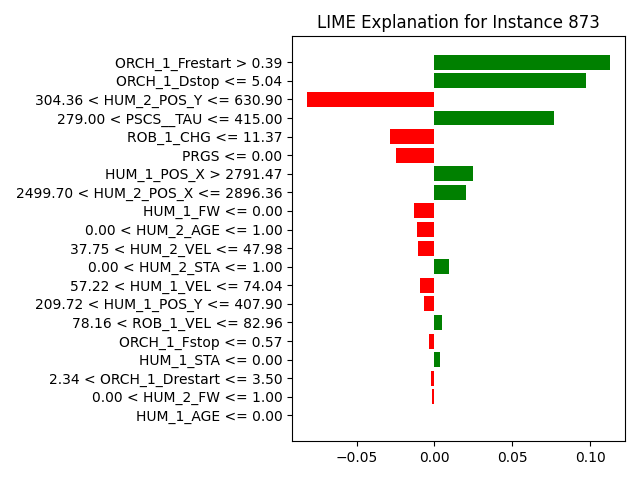 LIME Explanation for Instance 873
ORCH_1_Frestart > 0.39
ORCH_1_Dstop <= 5.04
304.36 < HUM_2_POS_Y <= 630.90
279.00 < PSCS__TAU <= 415.00
ROB_1_CHG <= 11.37
PRGS <= 0.00
HUM_1_POS_X > 2791.47
2499.70 < HUM_2_POS_X <= 2896.36
HUM_1_FW <= 0.00
0.00 < HUM_2_AGE <= 1.00
37.75 < HUM_2_VEL <= 47.98
0.00 < HUM_2_STA <= 1.00
57.22 < HUM_1_VEL <= 74.04
209.72 < HUM_1_POS_Y <= 407.90
78.16 < ROB_1_VEL <= 82.96
ORCH_1_Fstop <= 0.57
HUM_1_STA <= 0.00
2.34 < ORCH_1_Drestart <= 3.50
0.00 < HUM_2_FW <= 1.00
HUM_1_AGE <= 0.00
−0.05 0.00 0.05 0.10